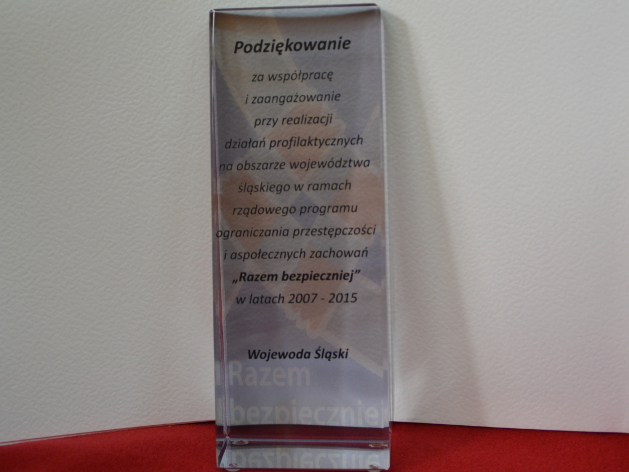 Podziękowanie
za współpracę
i zaangażowanie
przy realizacji
działań profilaktycznych
na obszarze województwa
śląskiego w ramach
rządowego programu
ograniczania przestępczości
i aspołecznych zachowań
„Razem bezpieczniej”
w latach 2007 - 2015
Wojewoda Śląski
Razem
bezpieczniej